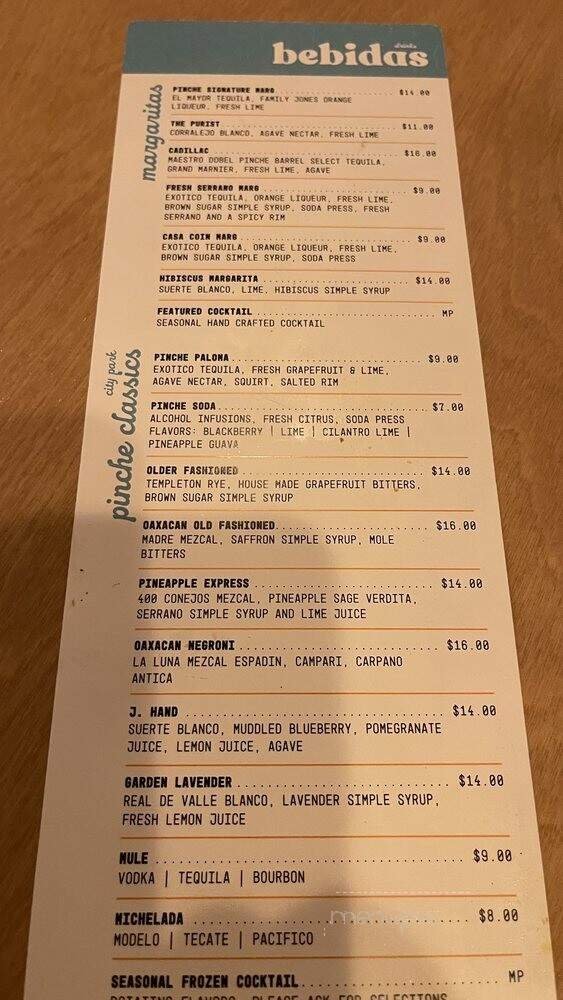 drinks
bebidas
margaritas
PINCHE SIGNATURE MARG ........ $14.00
EL MAYOR TEQUILA, FAMILY JONES ORANGE
LIQUEUR, FRESH LIME
THE PURIST ........ $11.00
CORRALEJO BLANCO, AGAVE NECTAR, FRESH LIME
CADILLAC ........ $16.00
MAESTRO DOBEL PINCHE BARREL SELECT TEQUILA,
GRAND MARNIER, FRESH LIME, AGAVE
FRESH SERRANO MARG ........ $9.00
EXOTICO TEQUILA, ORANGE LIQUEUR, FRESH LIME,
BROWN SUGAR SIMPLE SYRUP, SODA PRESS, FRESH
SERRANO AND A SPICY RIM
CASA COIN MARG ........ $9.00
EXOTICO TEQUILA, ORANGE LIQUEUR, FRESH LIME,
BROWN SUGAR SIMPLE SYRUP, SODA PRESS
HIBISCUS MARGARITA ........ $14.00
SUERTE BLANCO, LIME, HIBISCUS SIMPLE SYRUP
FEATURED COCKTAIL ........ MP
SEASONAL HAND CRAFTED COCKTAIL
city park
pinche classics
PINCHE PALOMA ........ $9.00
EXOTICO TEQUILA, FRESH GRAPEFRUIT & LIME,
AGAVE NECTAR, SQUIRT, SALTED RIM
PINCHE SODA ........ $7.00
ALCOHOL INFUSIONS, FRESH CITRUS, SODA PRESS
FLAVORS: BLACKBERRY | LIME | CILANTRO LIME |
PINEAPPLE GUAVA
OLDER FASHIONED ........ $14.00
TEMPLETON RYE, HOUSE MADE GRAPEFRUIT BITTERS,
BROWN SUGAR SIMPLE SYRUP
OAXACAN OLD FASHIONED ........ $16.00
MADRE MEZCAL, SAFFRON SIMPLE SYRUP, MOLE
BITTERS
PINEAPPLE EXPRESS ........ $14.00
400 CONEJOS MEZCAL, PINEAPPLE SAGE VERDITA,
SERRANO SIMPLE SYRUP AND LIME JUICE
OAXACAN NEGRONI ........ $16.00
LA LUNA MEZCAL ESPADIN, CAMPARI, CARPANO
ANTICA
J. HAND ........ $14.00
SUERTE BLANCO, MUDDLED BLUEBERRY, POMEGRANATE
JUICE, LEMON JUICE, AGAVE
GARDEN LAVENDER ........ $14.00
REAL DE VALLE BLANCO, LAVENDER SIMPLE SYRUP,
FRESH LEMON JUICE
MULE ........ $9.00
VODKA | TEQUILA | BOURBON
MICHELADA ........ $8.00
MODELO | TECATE | PACIFICO
SEASONAL FROZEN COCKTAIL ........ MP
ROTATING FLAVORS, PLEASE ASK FOR SELECTIONS